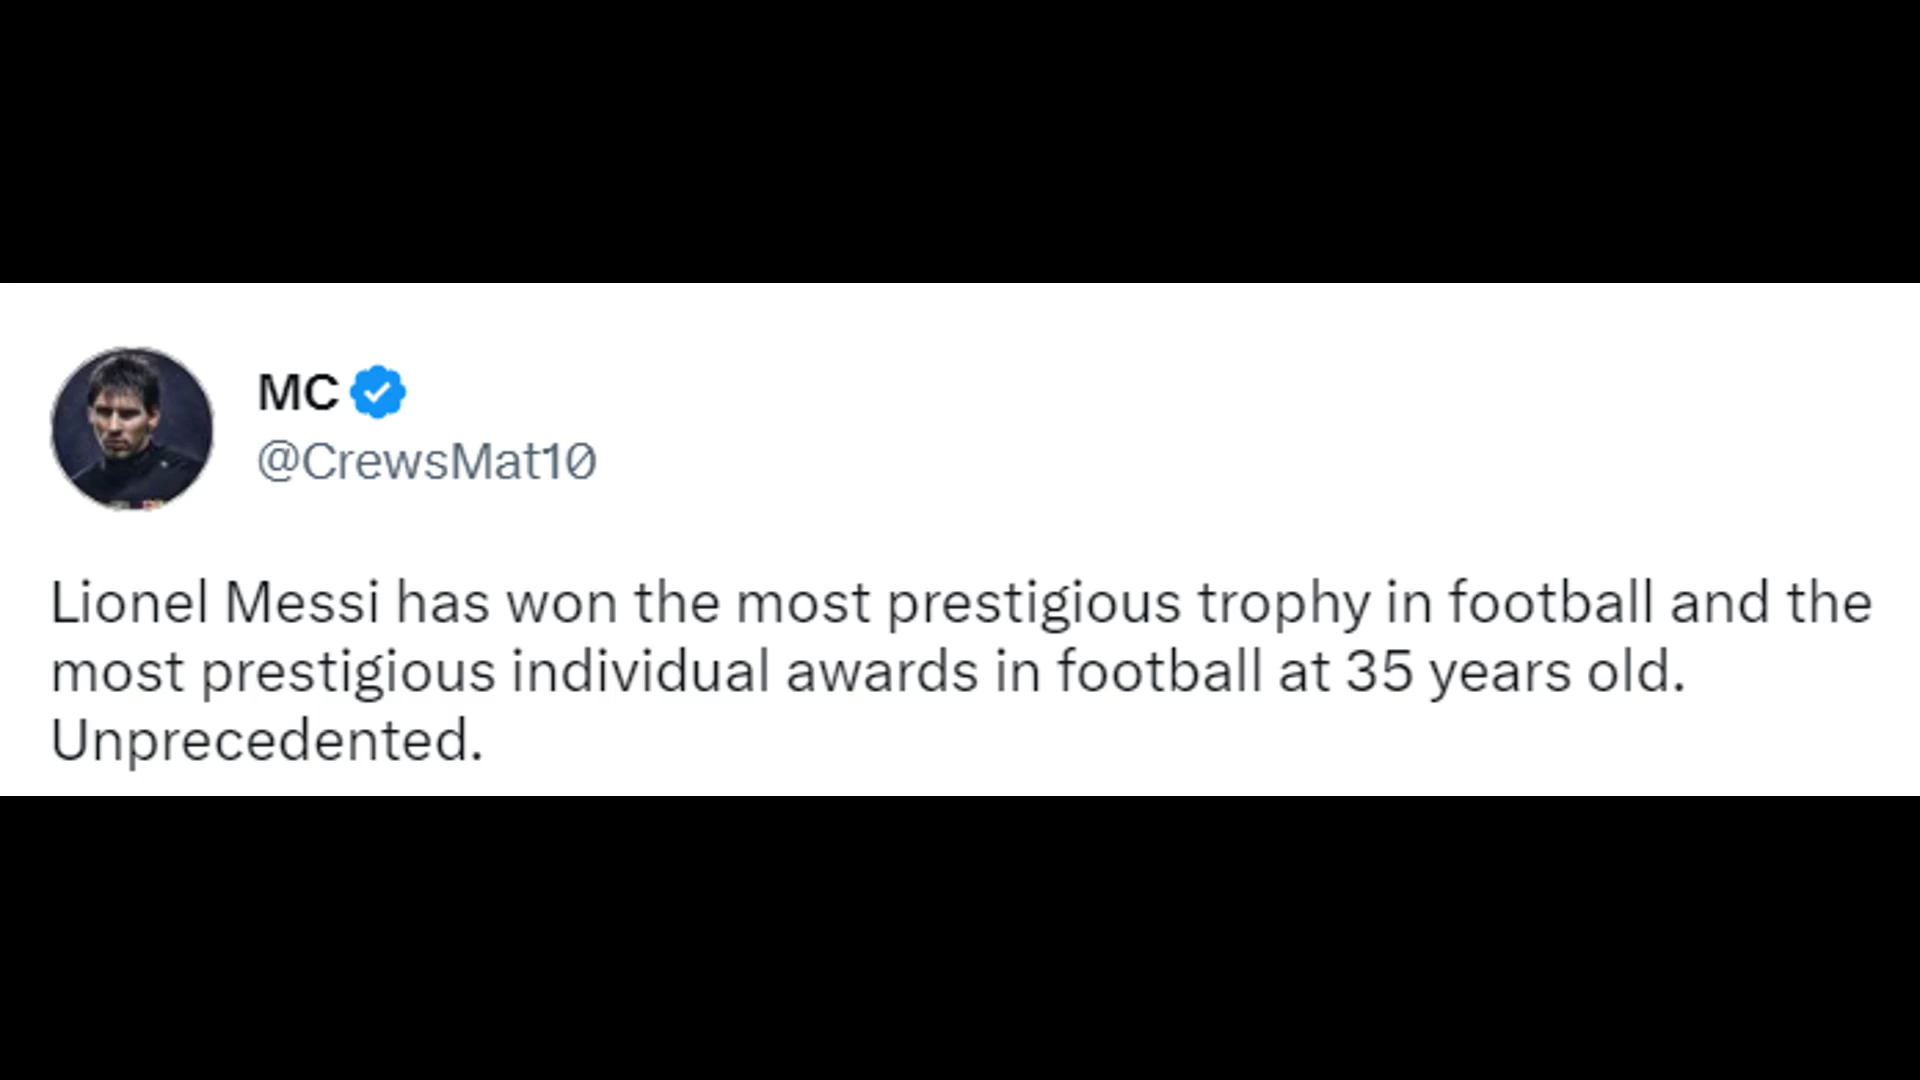 MC
@CrewsMat10
Lionel Messi has won the most prestigious trophy in football and the
most prestigious individual awards in football at 35 years old.
Unprecedented.